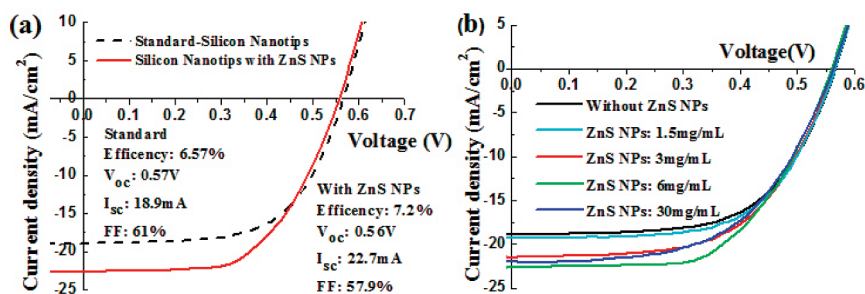 (a)
10
5
0
-5
-10
-15
-20
-25
Current density (mA/cm²)
Standard-Silicon Nanotips
Silicon Nanotips with ZnS NPs
0.0
0.1
0.2
0.3
0.4
0.5
0.6
0.7
Voltage (V)
Standard
Efficency: 6.57%
Voc: 0.57V
Isc: 18.9mA
FF: 61%
With ZnS NPs
Efficency: 7.2%
Voc: 0.56V
Isc: 22.7mA
FF: 57.9%
(b)
5
0
-5
-10
-15
-20
-25
Current density (mA/cm²)
Voltage(V)
0.0
0.1
0.2
0.3
0.4
0.5
0.6
Without ZnS NPs
ZnS NPs: 1.5mg/mL
ZnS NPs: 3mg/mL
ZnS NPs: 6mg/mL
ZnS NPs: 30mg/mL